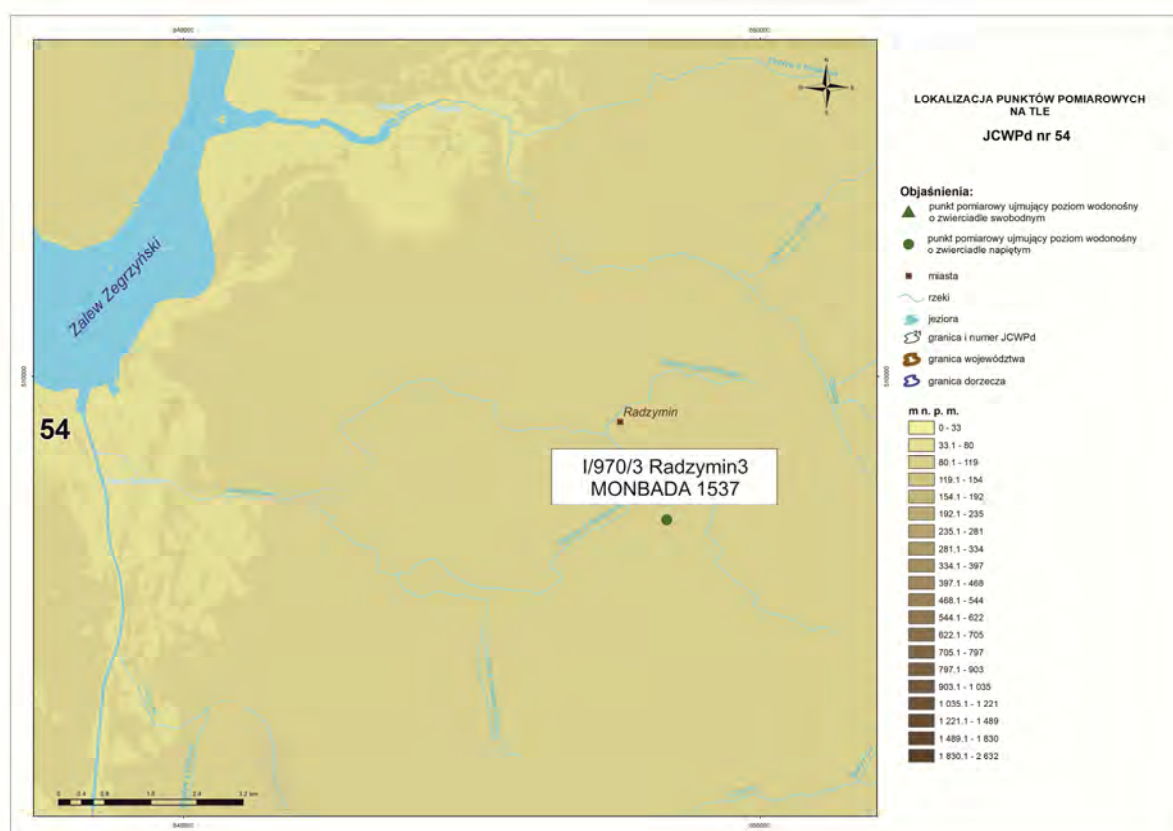 LOKALIZACJA PUNKTÓW POMIAROWYCH
NA TLE
JCWPd nr 54
Objaśnienia:
punkt pomiarowy ujmujący poziom wodonośny
o zwierciadle swobodnym
punkt pomiarowy ujmujący poziom wodonośny
o zwierciadle napiętym
miasta
rzeki
jeziora
granica i numer JCWPd
granica województwa
granica dorzecza
m n. p. m.
0 - 33
33.1 - 80
80.1 - 119
119.1 - 154
154.1 - 192
192.1 - 235
235.1 - 281
281.1 - 334
334.1 - 397
397.1 - 468
468.1 - 544
544.1 - 622
622.1 - 705
705.1 - 797
797.1 - 903
903.1 - 1 035
1 035.1 - 1 221
1 221.1 - 1 489
1 489.1 - 1 830
1 830.1 - 2 632
Zalew Zegrzyński
54
Radzymin
I/970/3 Radzymin3
MONBADA 1537
3.2 km